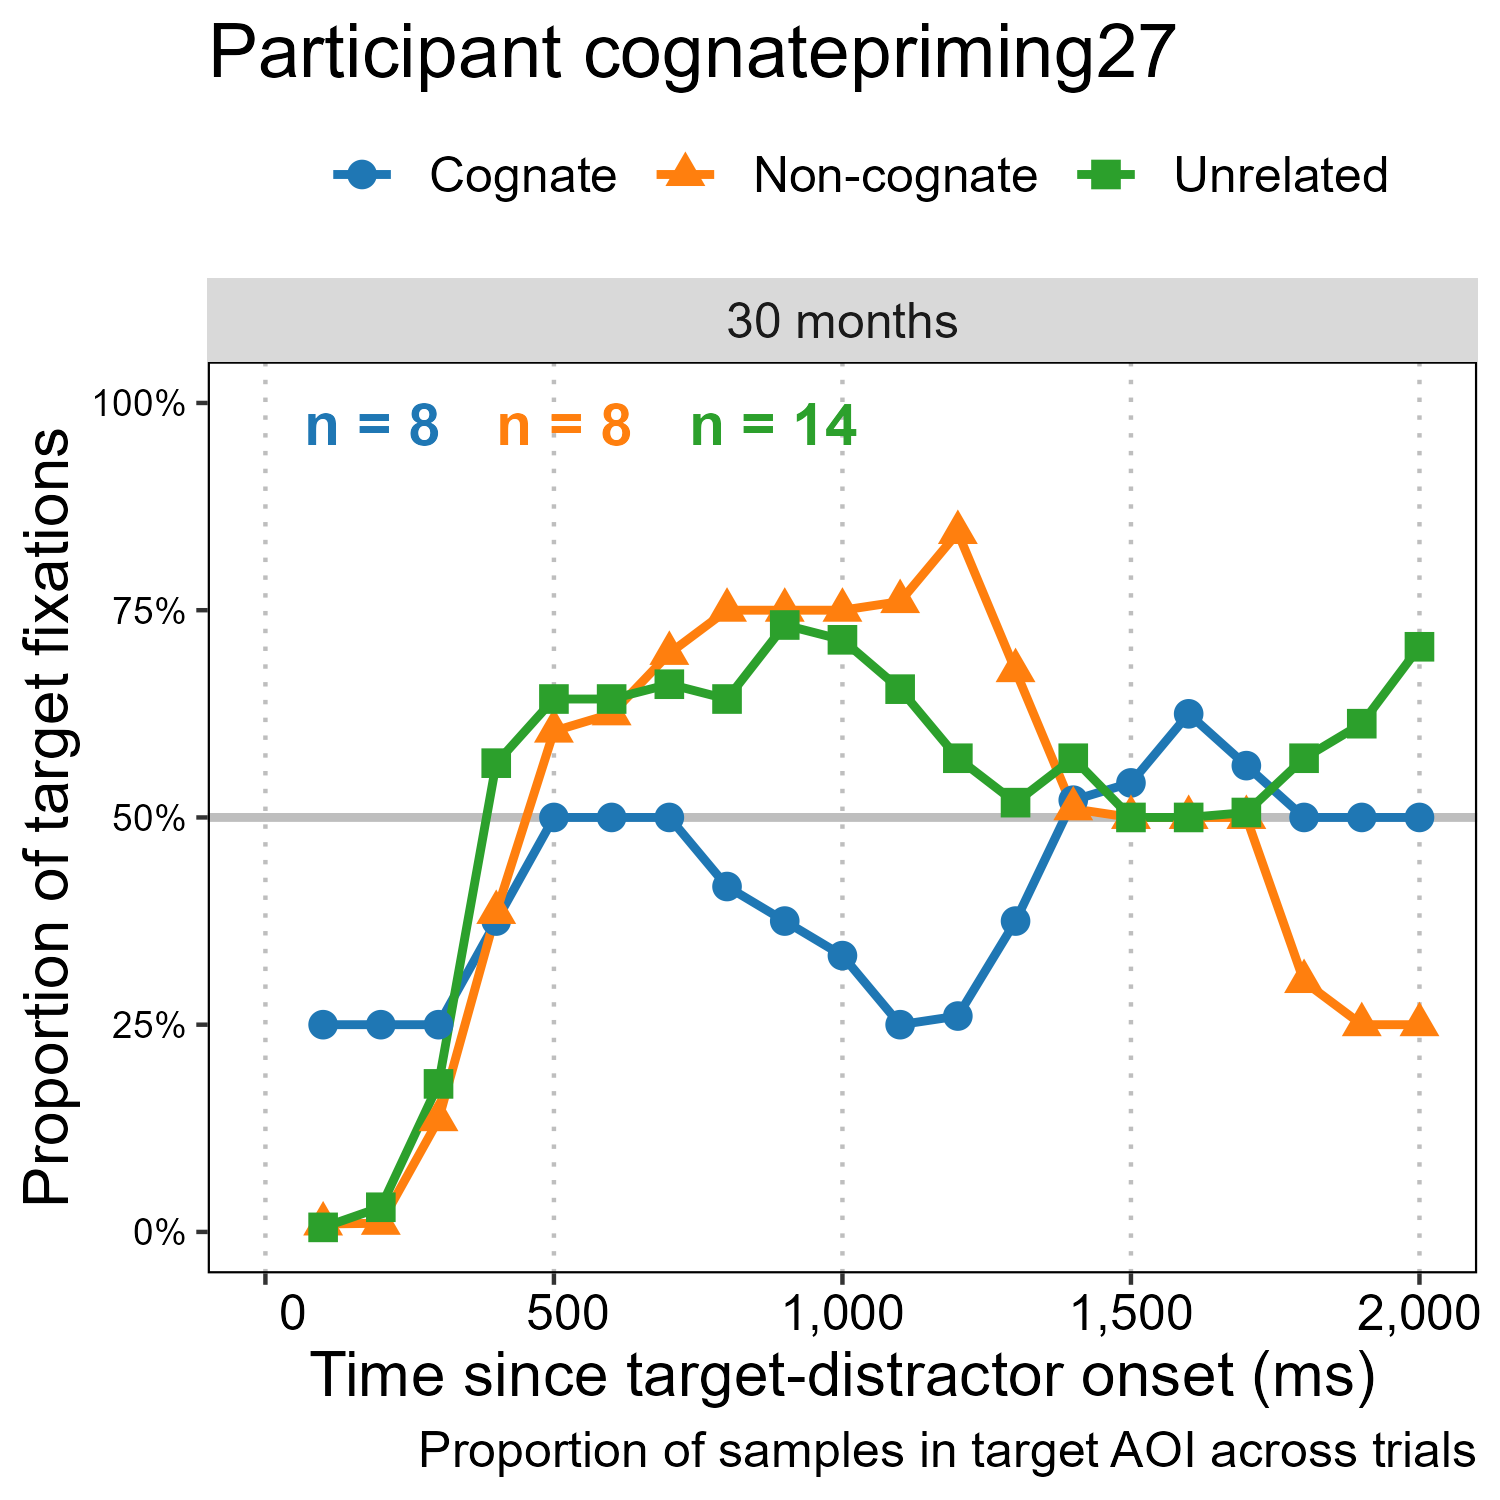 Participant cognatepriming27
Cognate Non-cognate Unrelated
30 months
n = 8 n = 8 n = 14
100%
75%
50%
25%
0%
Proportion of target fixations
0 500 1,000 1,500 2,000
Time since target-distractor onset (ms)
Proportion of samples in target AOI across trials